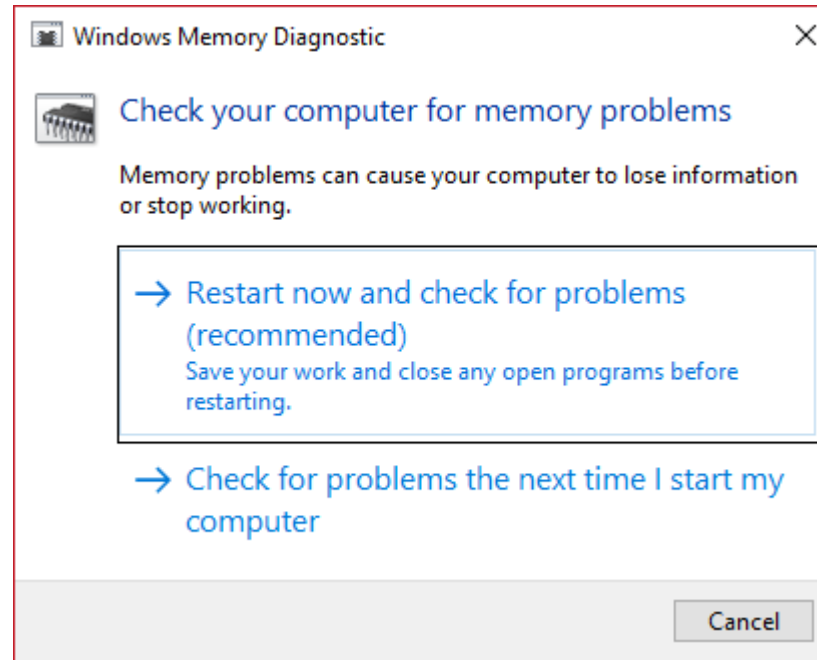 Windows Memory Diagnostic
Check your computer for memory problems
Memory problems can cause your computer to lose information
or stop working.
Restart now and check for problems
(recommended)
Save your work and close any open programs before
restarting.
Check for problems the next time I start my
computer
Cancel